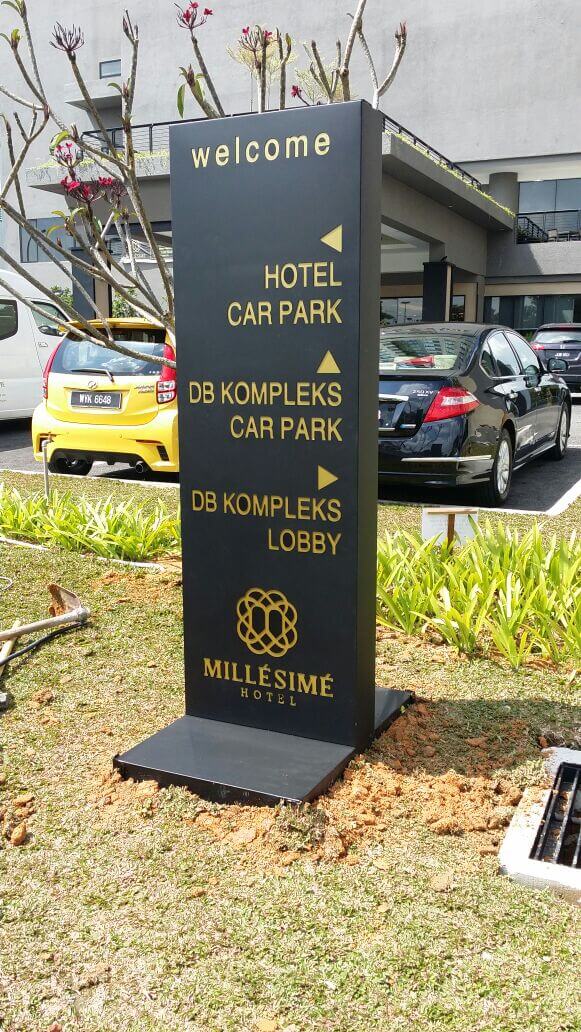 welcome
HOTEL
CAR PARK
DB KOMPLEKS
CAR PARK
DB KOMPLEKS
LOBBY
MILLÉSIMÉ
HOTEL
WYK 6648